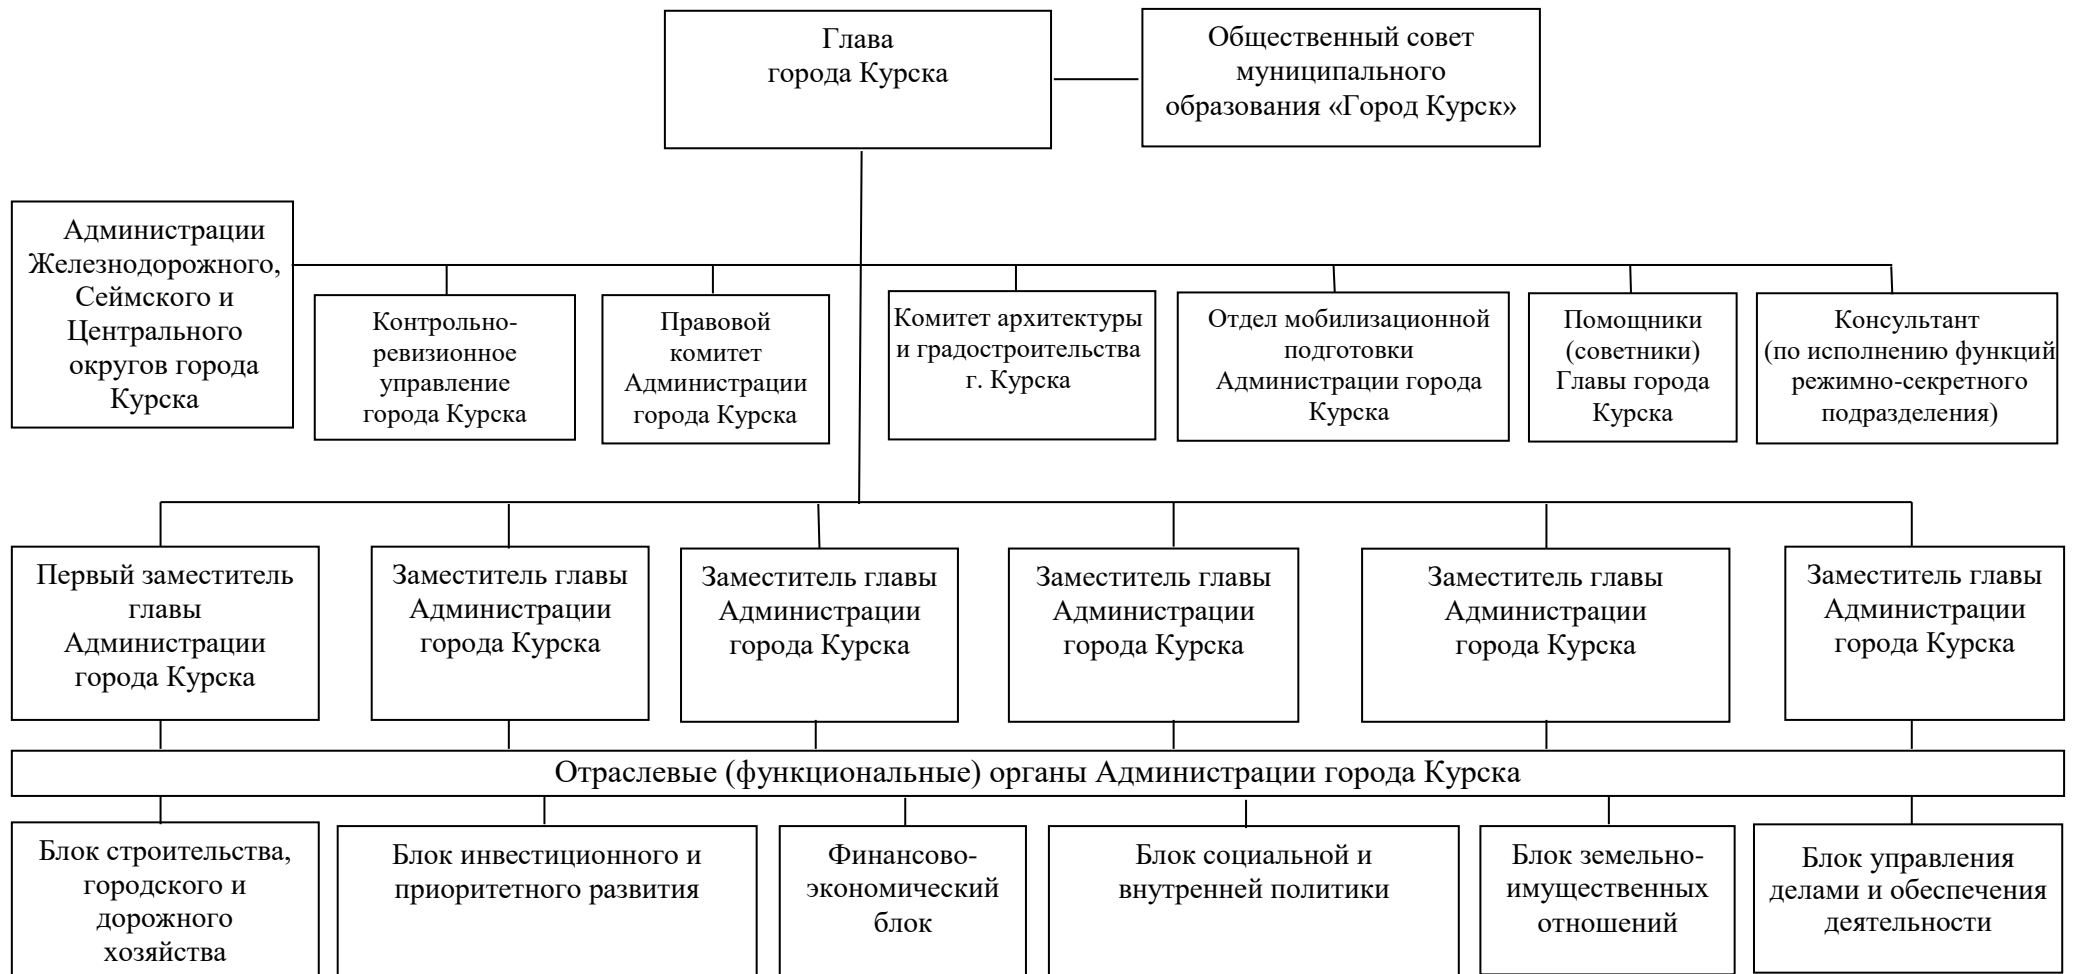 Глава
города Курска
Общественный совет
муниципального
образования «Город Курск»
Администрации
Железнодорожного,
Сеймского и
Центрального
округов города
Курска
Контрольно-
ревизионное
управление
города Курска
Правовой
комитет
Администрации
города Курска
Комитет архитектуры
и градостроительства
г. Курска
Отдел мобилизационной
подготовки
Администрации города
Курска
Помощники
(советники)
Главы города
Курска
Консультант
(по исполнению функций
режимно-секретного
подразделения)
Первый заместитель
главы
Администрации
города Курска
Заместитель главы
Администрации
города Курска
Заместитель главы
Администрации
города Курска
Заместитель главы
Администрации
города Курска
Заместитель главы
Администрации
города Курска
Заместитель главы
Администрации
города Курска
Отраслевые (функциональные) органы Администрации города Курска
Блок строительства,
городского и
дорожного
хозяйства
Блок инвестиционного и
приоритетного развития
Финансово-
экономический
блок
Блок социальной и
внутренней политики
Блок земельно-
имущественных
отношений
Блок управления
делами и обеспечения
деятельности